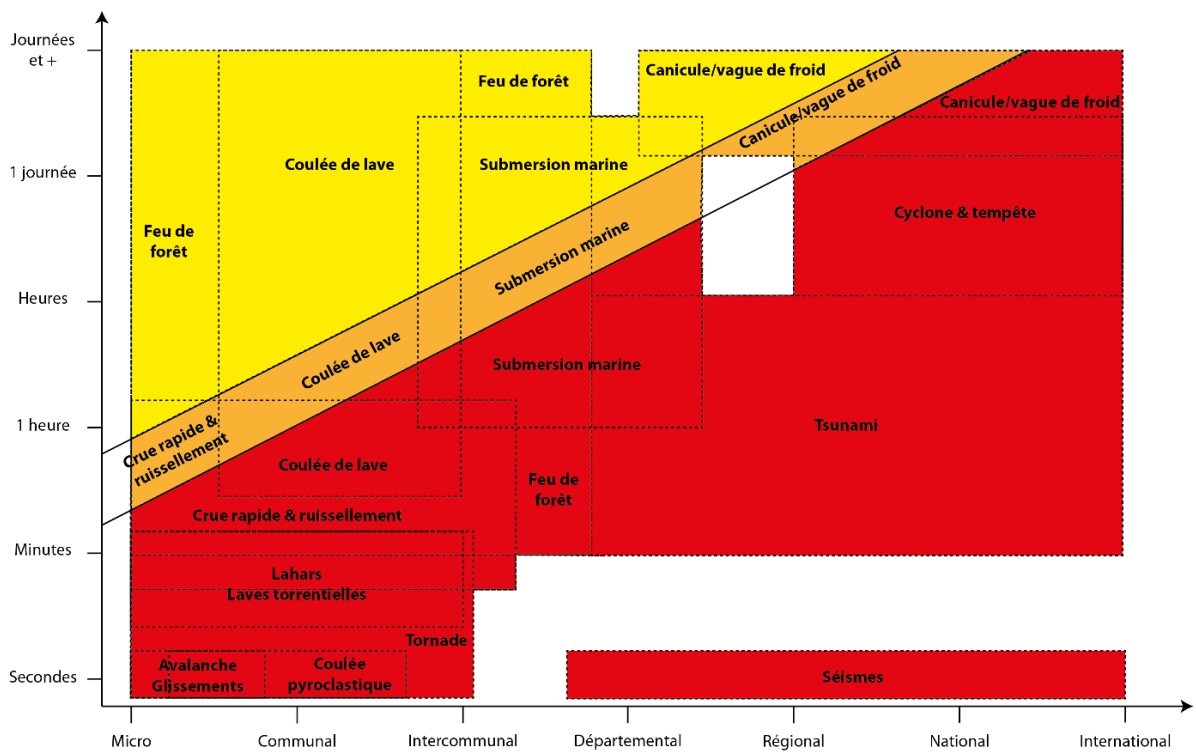 Journées
et +
1 journée
Heures
1 heure
Minutes
Secondes
Feu de forêt
Canicule/vague de froid
Canicule/vague de froid
Canicule/vague de froid
Coulée de lave
Submersion marine
Cyclone & tempête
Feu de
forêt
Submersion marine
Coulée de lave
Submersion marine
Crue rapide &
ruissellement
Tsunami
Coulée de lave
Feu de
forêt
Crue rapide & ruissellement
Lahars
Laves torrentielles
Tornade
Avalanche
Glissements
Coulée
pyroclastique
Séismes
Micro
Communal
Intercommunal
Départemental
Régional
National
International